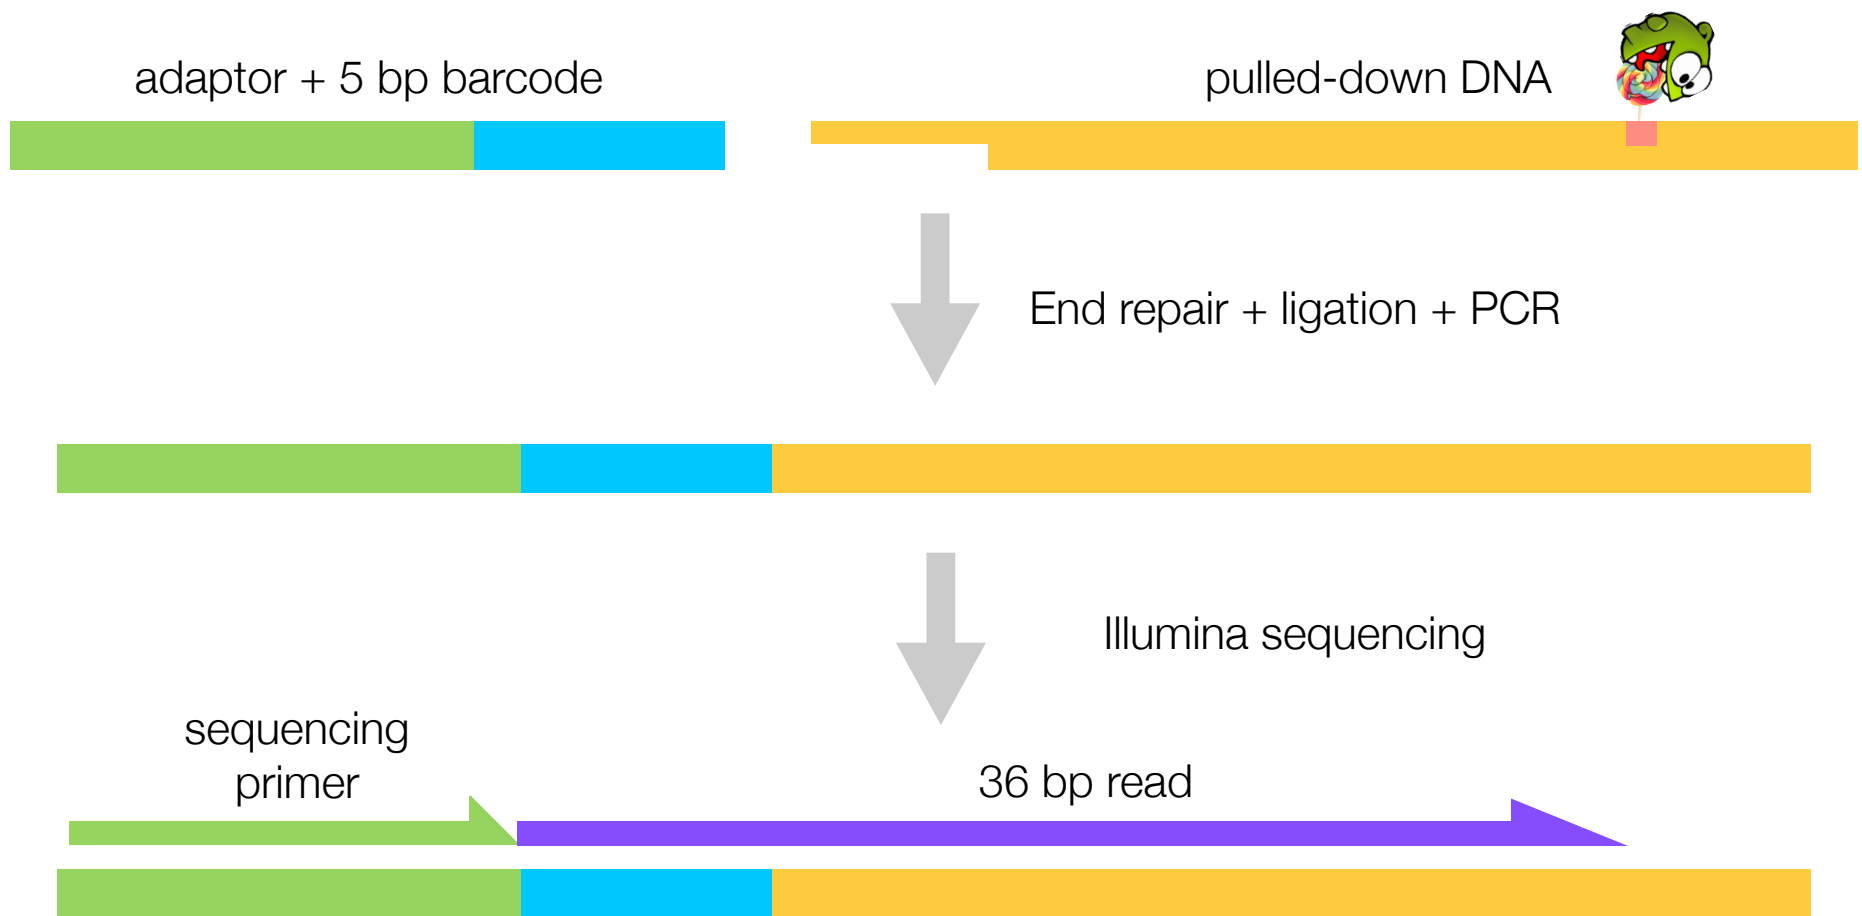 adaptor + 5 bp barcode
pulled-down DNA
End repair + ligation + PCR
Illumina sequencing
sequencing
primer
36 bp read